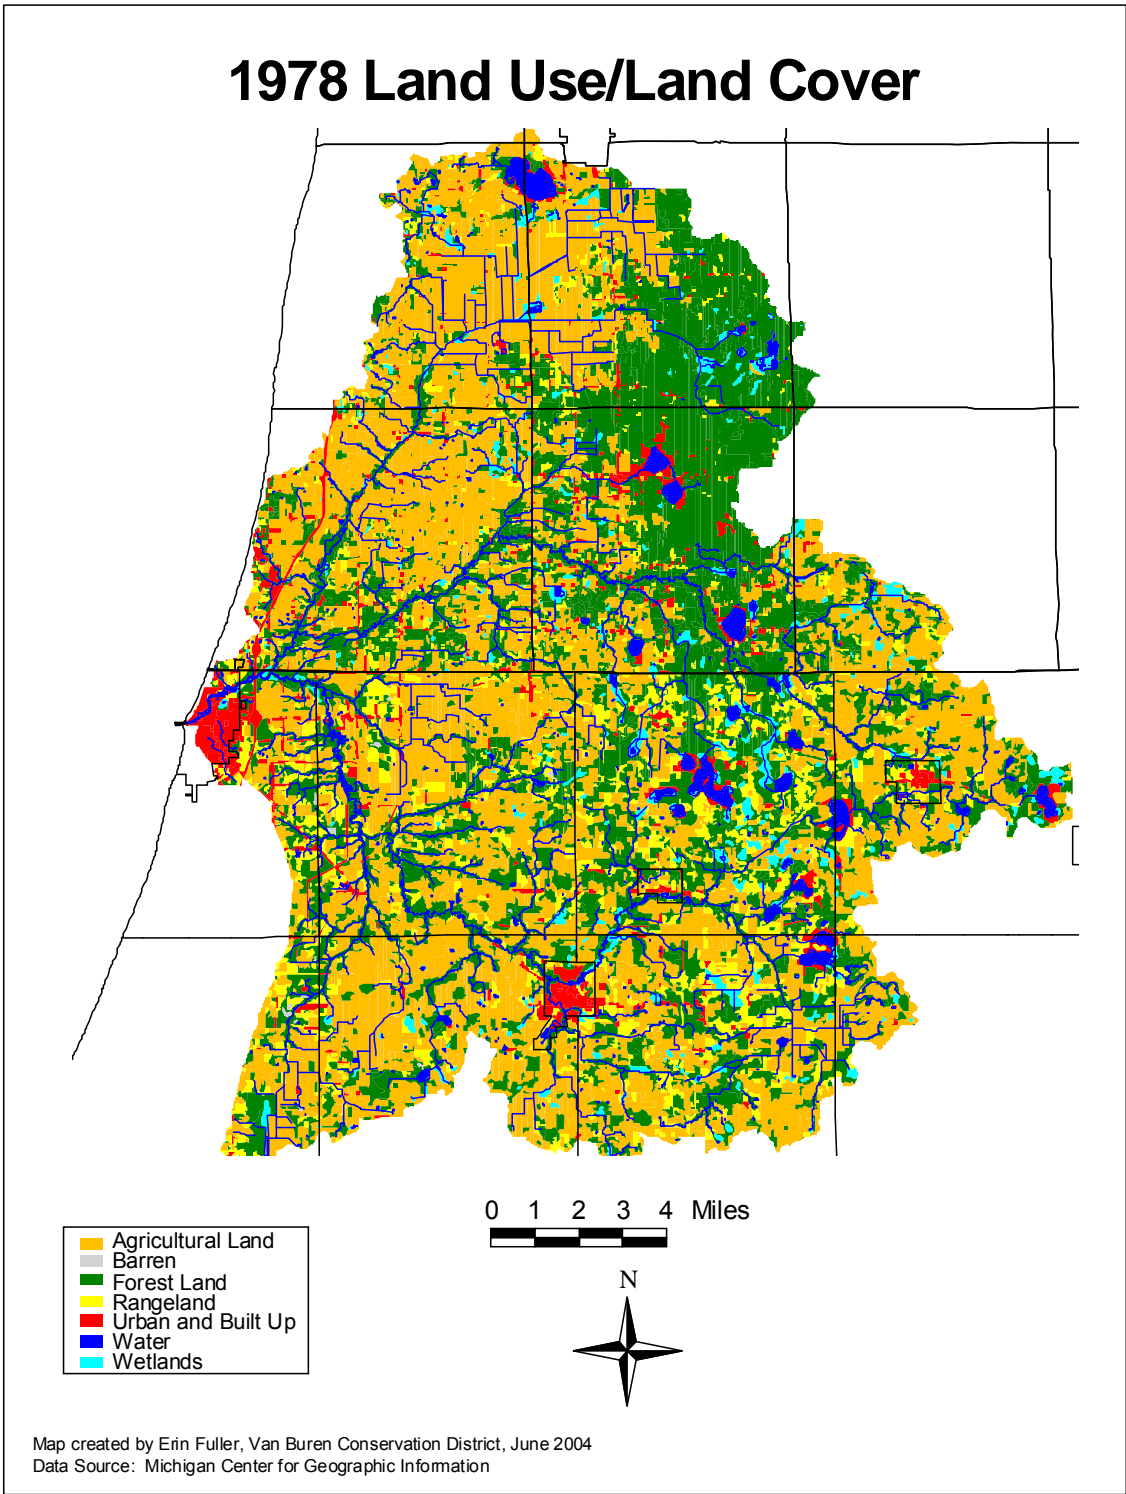 1978 Land Use/Land Cover
0 1 2 3 4 Miles
N
Agricultural Land
Barren
Forest Land
Rangeland
Urban and Built Up
Water
Wetlands
Map created by Erin Fuller, Van Buren Conservation District, June 2004
Data Source: Michigan Center for Geographic Information